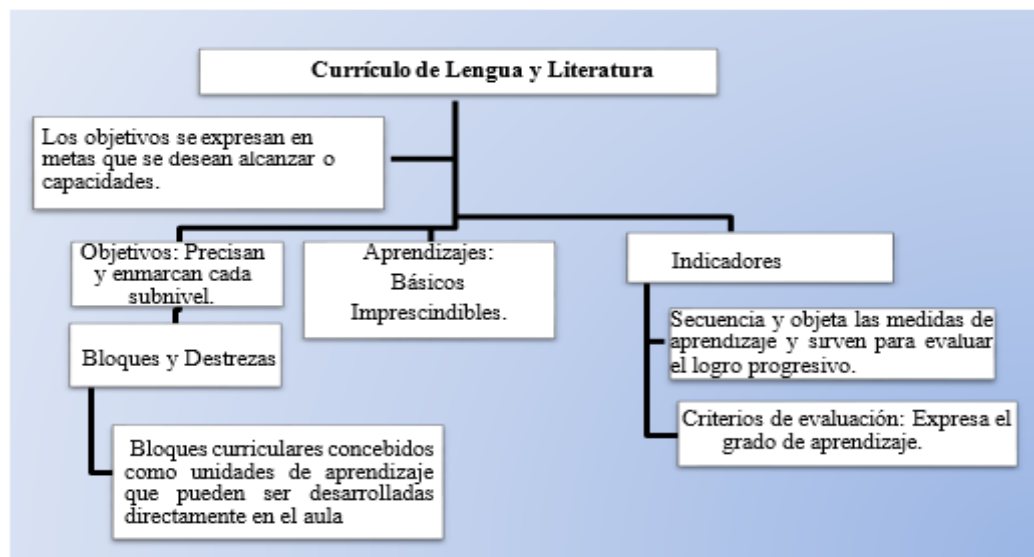 Currículo de Lengua y Literatura
Los objetivos se expresan en
metas que se desean alcanzar o
capacidades.
Objetivos: Precisan
y enmarcan cada
subnivel.
Aprendizajes:
Básicos
Imprescindibles.
Indicadores
Bloques y Destrezas
Secuencia y objeta las medidas de
aprendizaje y sirven para evaluar
el logro progresivo.
Criterios de evaluación: Expresa el
grado de aprendizaje.
Bloques curriculares concebidos
como unidades de aprendizaje
que pueden ser desarrolladas
directamente en el aula